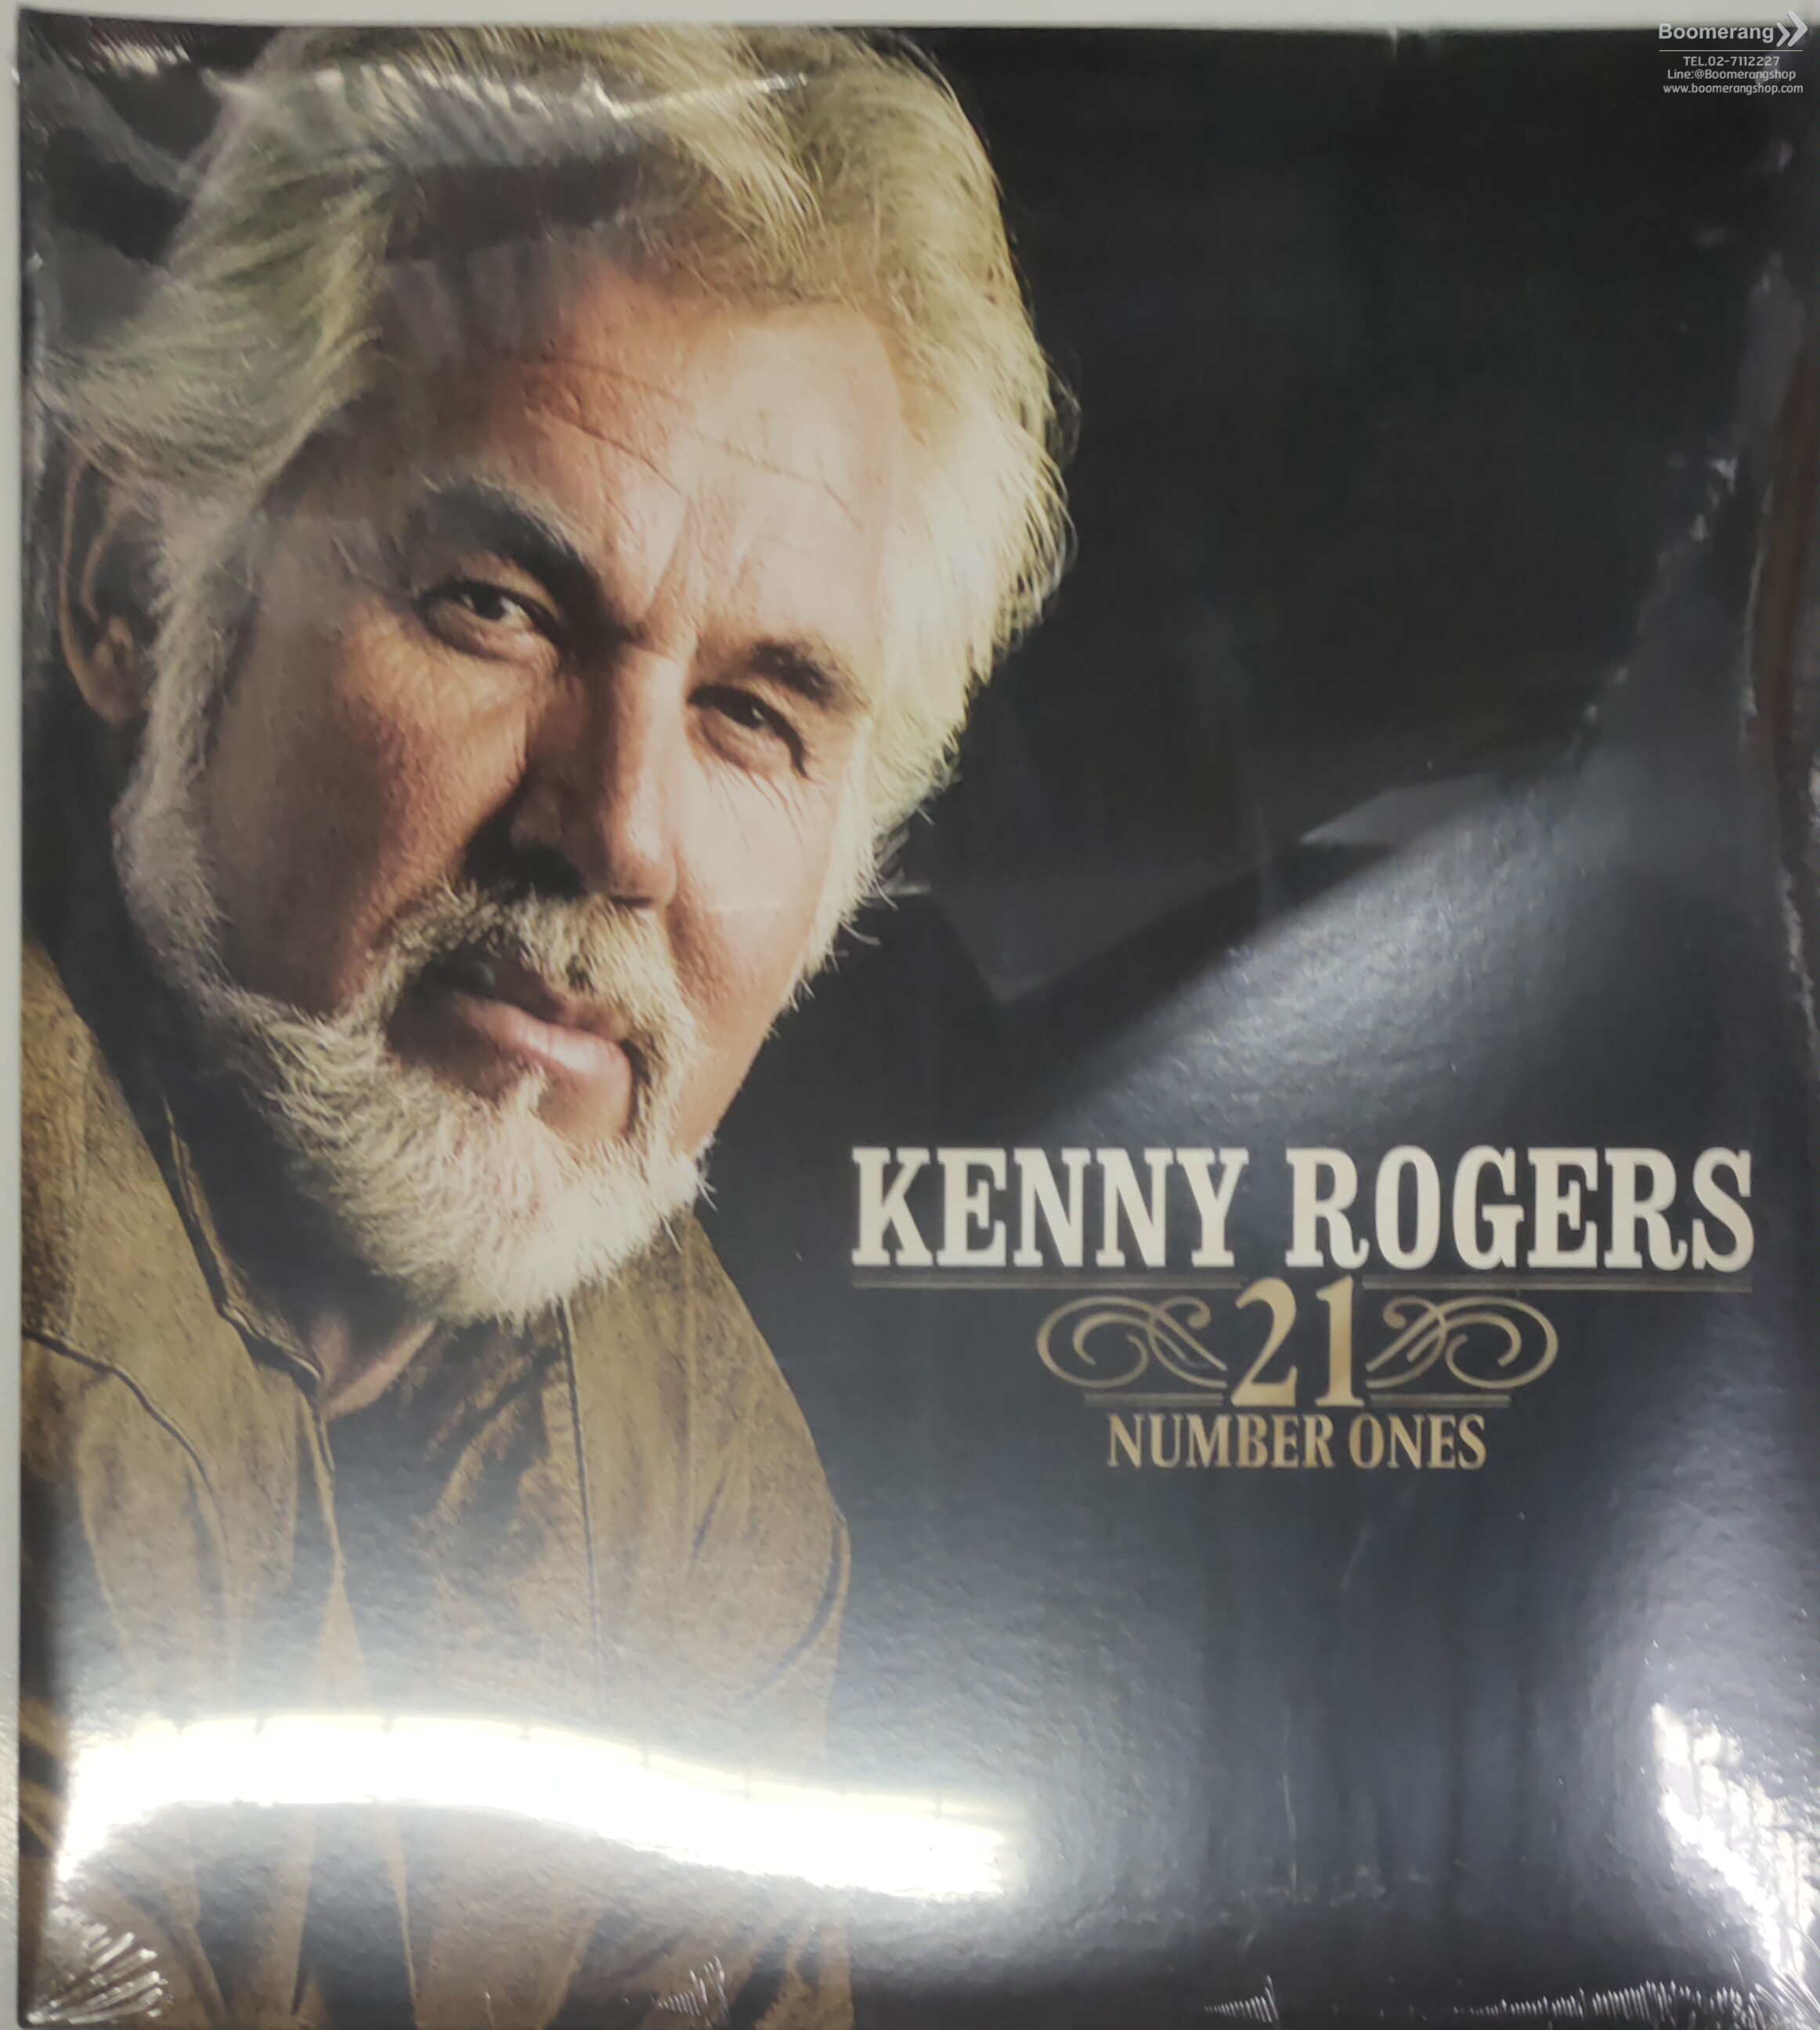 Boomerang
TEL.02-7112227
Line:@Boomerangshop
www.boomerangshop.com
KENNY ROGERS
21
NUMBER ONES